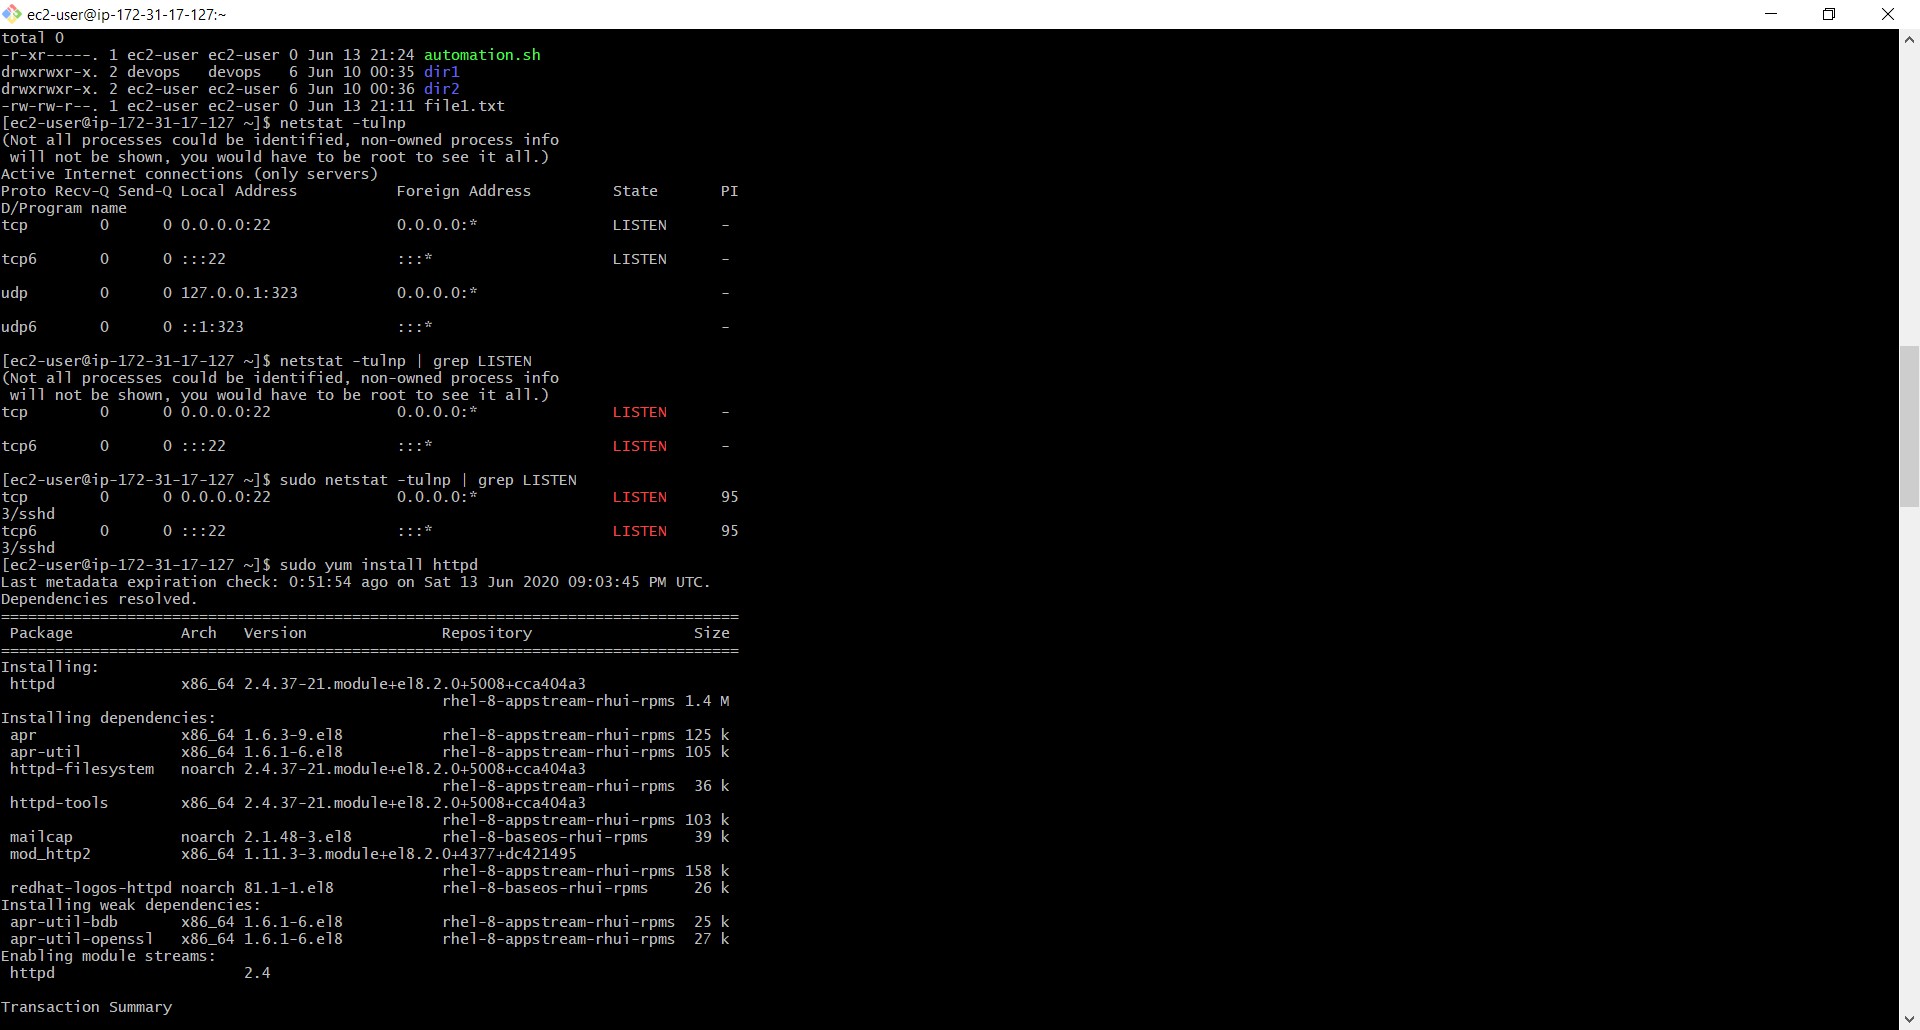 ec2-user@ip-172-31-17-127:~
total 0
-r-xr-----. 1 ec2-user ec2-user 0 Jun 13 21:24 automation.sh
drwxrwxr-x. 2 devops   devops   6 Jun 10 00:35 dir1
drwxrwxr-x. 2 ec2-user ec2-user 6 Jun 10 00:36 dir2
-rw-rw-r--. 1 ec2-user ec2-user 0 Jun 13 21:11 file1.txt
[ec2-user@ip-172-31-17-127 ~]$ netstat -tulnp
(Not all processes could be identified, non-owned process info
 will not be shown, you would have to be root to see it all.)
Active Internet connections (only servers)
Proto Recv-Q Send-Q Local Address           Foreign Address         State       PI
D/Program name
tcp        0      0 0.0.0.0:22              0.0.0.0:*               LISTEN      -
tcp6       0      0 :::22                   :::*                    LISTEN      -
udp        0      0 127.0.0.1:323           0.0.0.0:*                           -
udp6       0      0 ::1:323                 :::*                                -
[ec2-user@ip-172-31-17-127 ~]$ netstat -tulnp | grep LISTEN
(Not all processes could be identified, non-owned process info
 will not be shown, you would have to be root to see it all.)
tcp        0      0 0.0.0.0:22              0.0.0.0:*               LISTEN      -
tcp6       0      0 :::22                   :::*                    LISTEN      -
[ec2-user@ip-172-31-17-127 ~]$ sudo netstat -tulnp | grep LISTEN
tcp        0      0 0.0.0.0:22              0.0.0.0:*               LISTEN      95
3/sshd
tcp6       0      0 :::22                   :::*                    LISTEN      95
3/sshd
[ec2-user@ip-172-31-17-127 ~]$ sudo yum install httpd
Last metadata expiration check: 0:51:54 ago on Sat 13 Jun 2020 09:03:45 PM UTC.
Dependencies resolved.
==================================================================================
 Package            Arch   Version               Repository                  Size
==================================================================================
Installing:
 httpd              x86_64 2.4.37-21.module+el8.2.0+5008+cca404a3
                                                 rhel-8-appstream-rhui-rpms 1.4 M
Installing dependencies:
 apr                x86_64 1.6.3-9.el8           rhel-8-appstream-rhui-rpms 125 k
 apr-util           x86_64 1.6.1-6.el8           rhel-8-appstream-rhui-rpms 105 k
 httpd-filesystem   noarch 2.4.37-21.module+el8.2.0+5008+cca404a3
                                                 rhel-8-appstream-rhui-rpms  36 k
 httpd-tools        x86_64 2.4.37-21.module+el8.2.0+5008+cca404a3
                                                 rhel-8-appstream-rhui-rpms 103 k
 mailcap            noarch 2.1.48-3.el8          rhel-8-baseos-rhui-rpms     39 k
 mod_http2          x86_64 1.11.3-3.module+el8.2.0+4377+dc421495
                                                 rhel-8-appstream-rhui-rpms 158 k
 redhat-logos-httpd noarch 81.1-1.el8            rhel-8-baseos-rhui-rpms     26 k
Installing weak dependencies:
 apr-util-bdb       x86_64 1.6.1-6.el8           rhel-8-appstream-rhui-rpms  25 k
 apr-util-openssl   x86_64 1.6.1-6.el8           rhel-8-appstream-rhui-rpms  27 k
Enabling module streams:
 httpd                     2.4
Transaction Summary